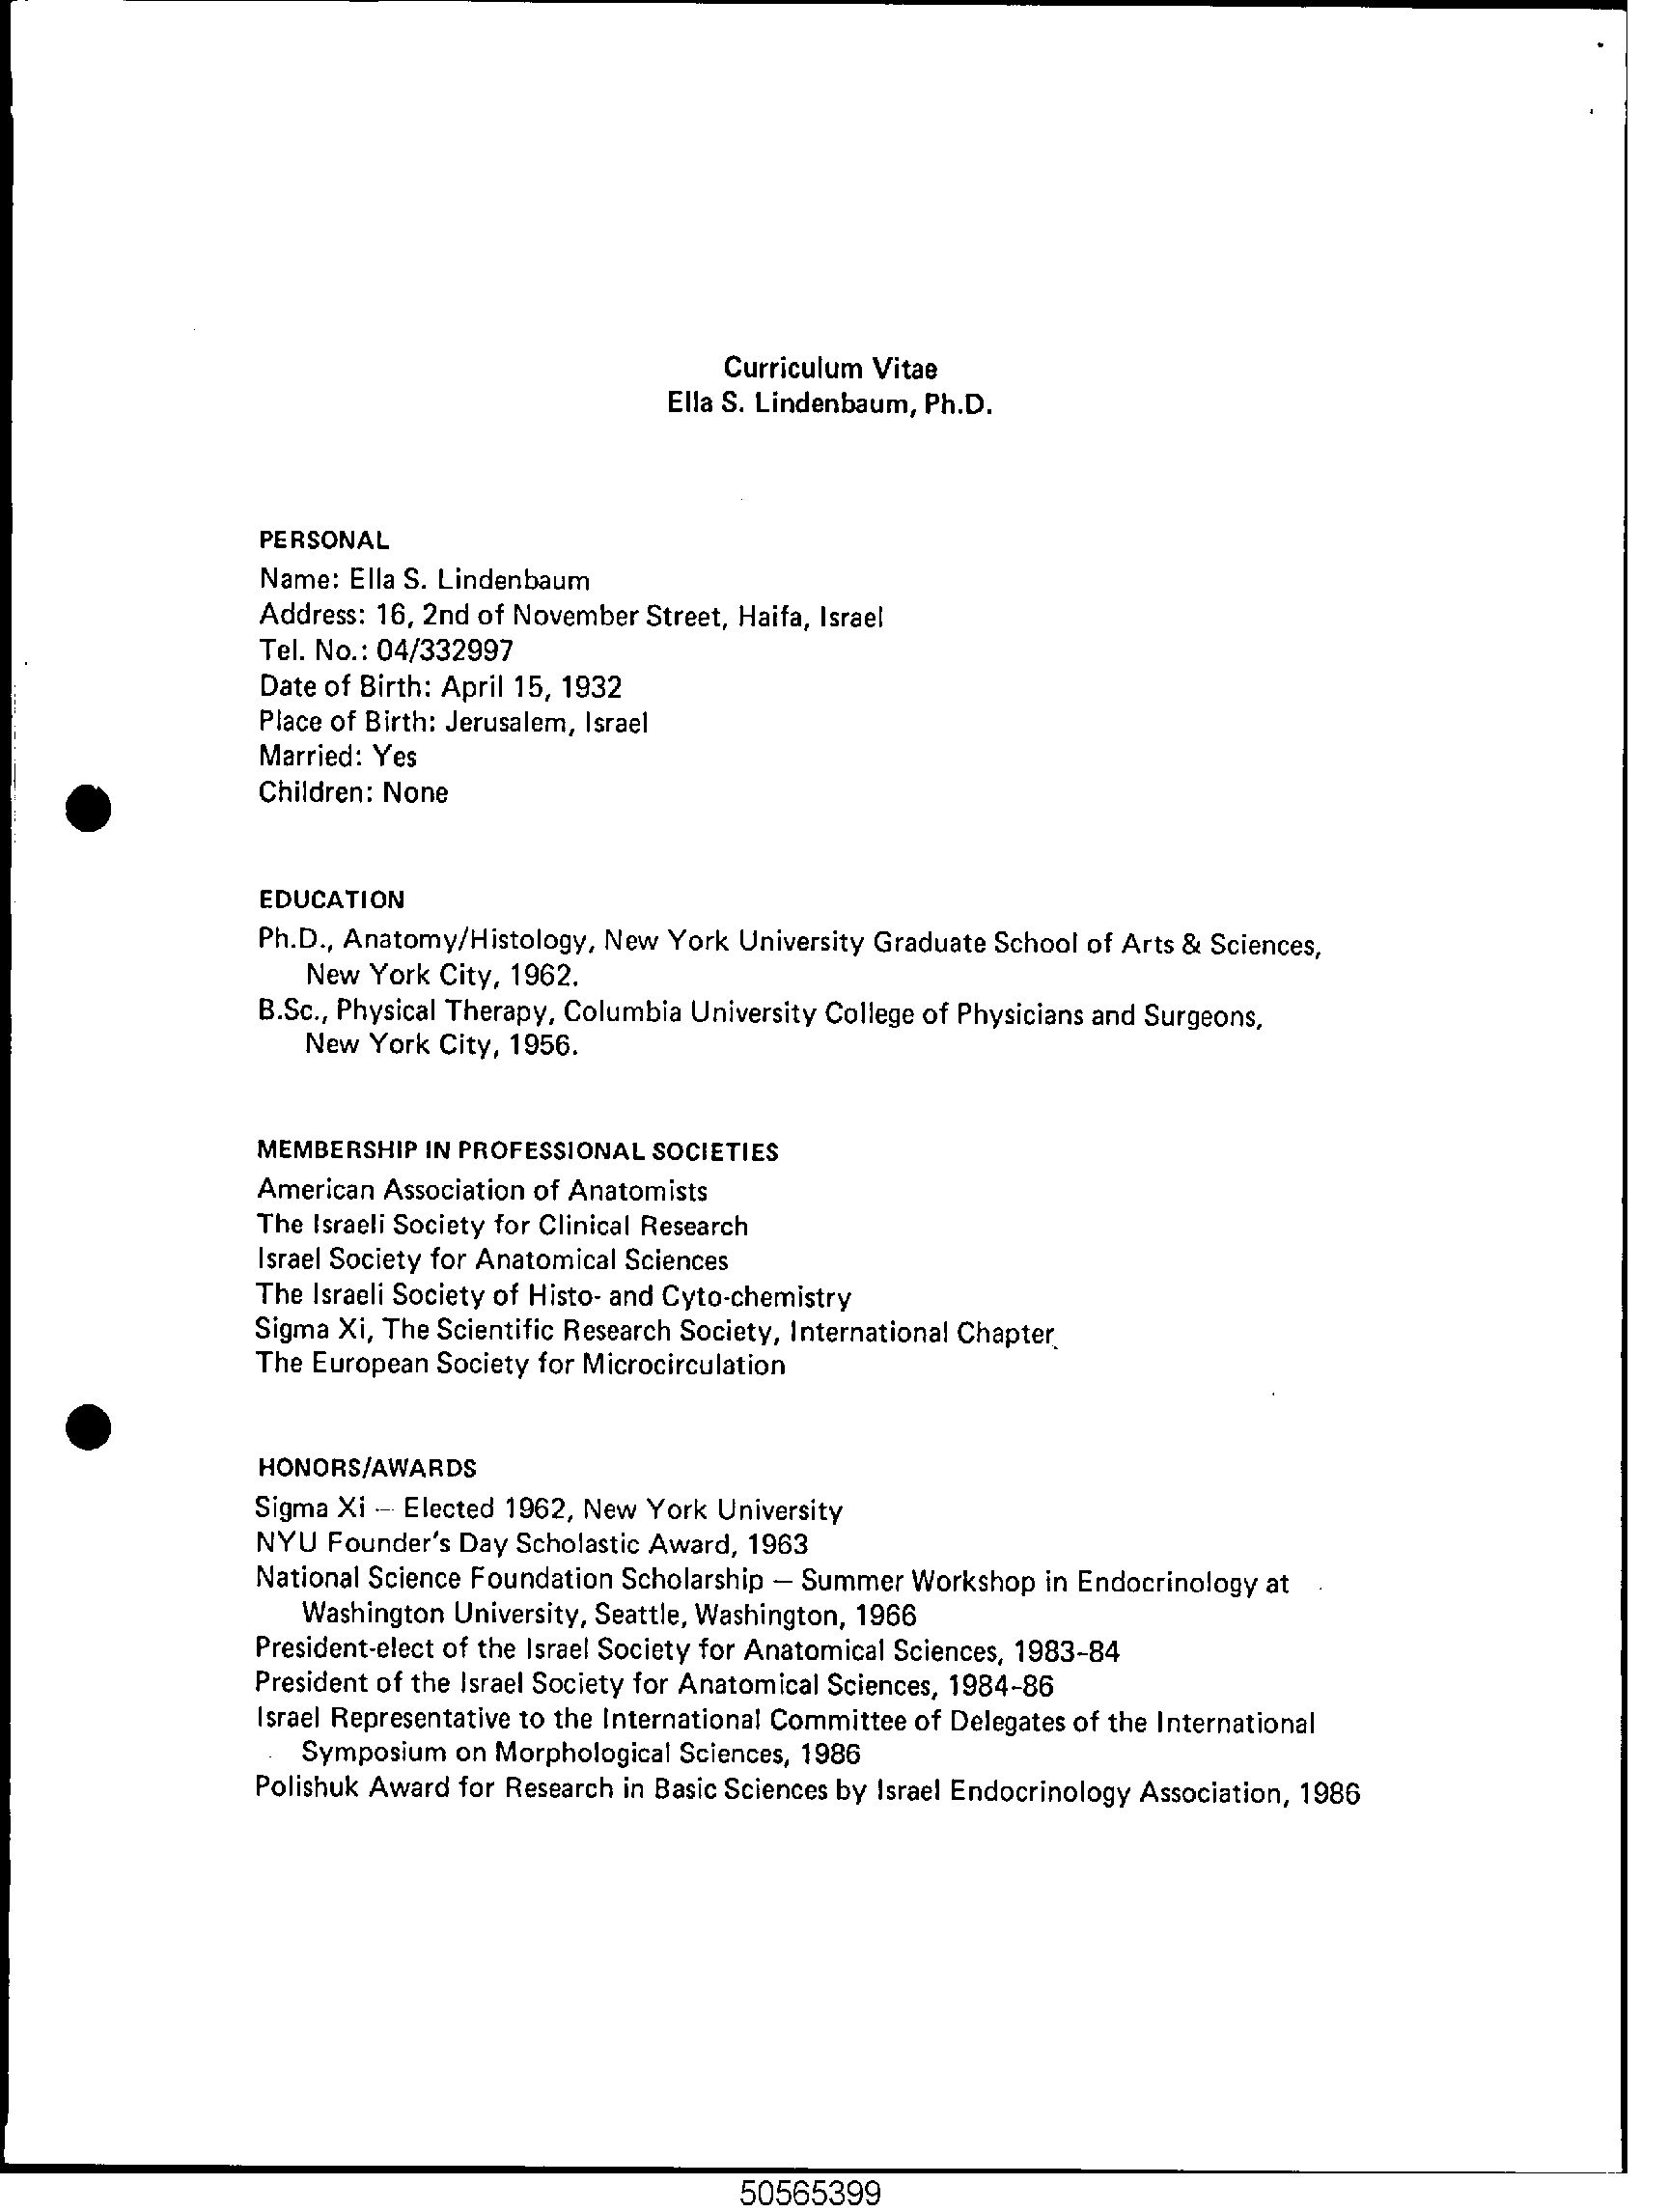 Curriculum Vitae
Ella S. Lindenbaum, Ph.D.
PERSONAL
Name: Ella S. Lindenbaum
Address: 16, 2nd of November Street, Haifa, Israel
Tel. No.: 04/332997
Date of Birth: April 15, 1932
Place of Birth: Jerusalem, Israel
Married: Yes
Children: None
EDUCATION
Ph.D., Anatomy/Histology, New York University Graduate School of Arts & Sciences,
New York City, 1962.
B.Sc., Physical Therapy, Columbia University College of Physicians and Surgeons,
New York City, 1956.
MEMBERSHIP IN PROFESSIONAL SOCIETIES
American Association of Anatomists
The Israeli Society for Clinical Research
Israel Society for Anatomical Sciences
The Israeli Society of Histo- and Cyto-chemistry
Sigma Xi, The Scientific Research Society, International Chapter
The European Society for Microcirculation
HONORS/AWARDS
Sigma Xi — Elected 1962, New York University
NYU Founder's Day Scholastic Award, 1963
National Science Foundation Scholarship — Summer Workshop in Endocrinology at
Washington University, Seattle, Washington, 1966
President-elect of the Israel Society for Anatomical Sciences, 1983-84
President of the Israel Society for Anatomical Sciences, 1984-86
Israel Representative to the International Committee of Delegates of the International
Symposium on Morphological Sciences, 1986
Polishuk Award for Research in Basic Sciences by Israel Endocrinology Association, 1986
50565399